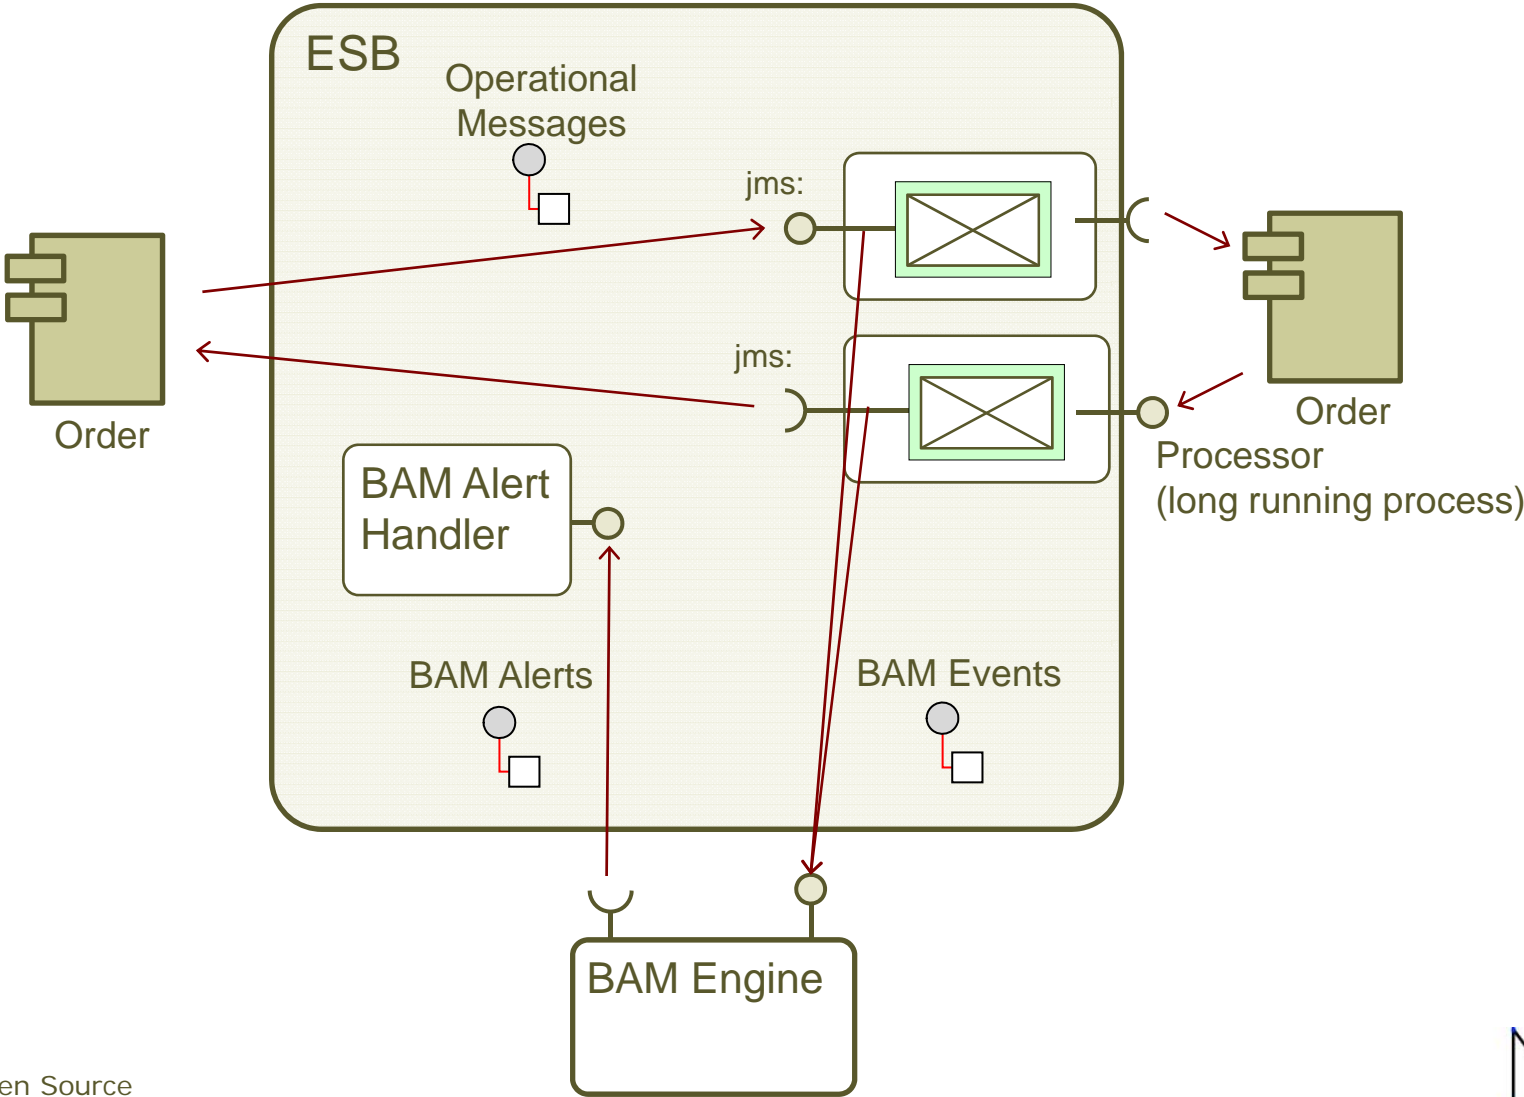 ESB
Operational
Messages
jms:
jms:
Order
Order
Processor
(long running process)
BAM Alert
Handler
BAM Alerts
BAM Events
BAM Engine
en Source